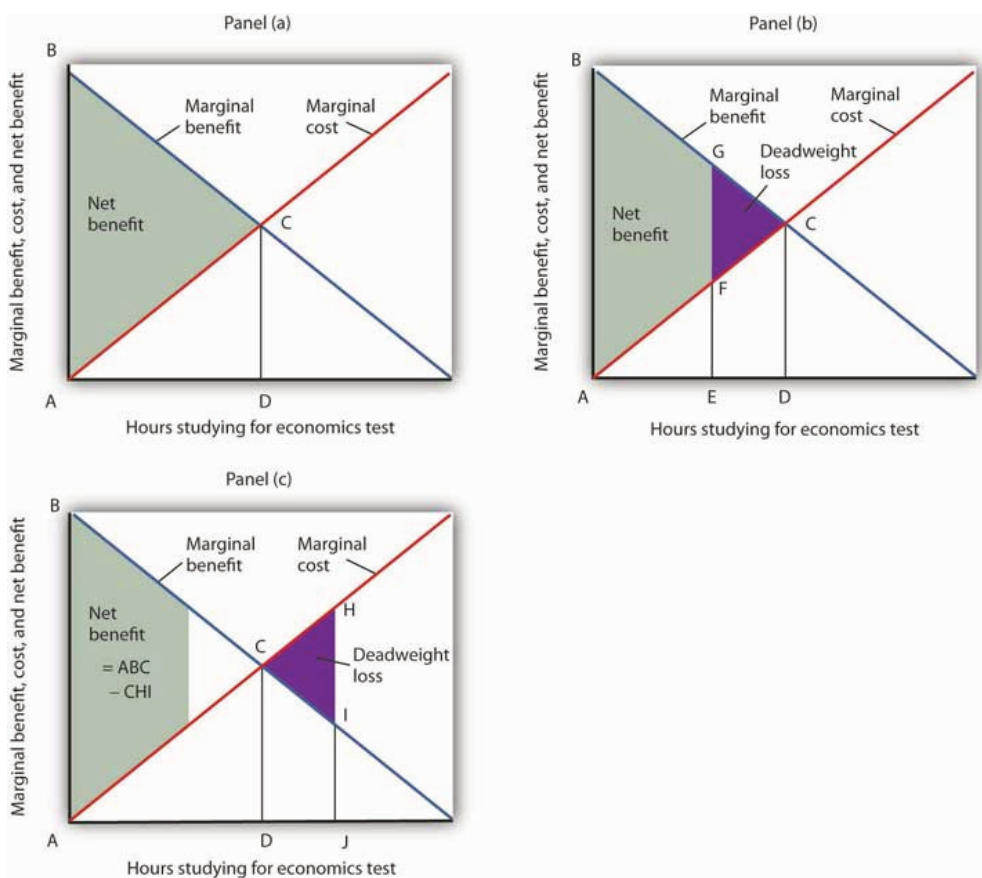 Panel (a)
B
Marginal benefit, cost, and net benefit
Marginal
benefit
Marginal
cost
Net
benefit
C
A
D
Hours studying for economics test
Panel (b)
B
Marginal benefit, cost, and net benefit
Marginal
benefit
Marginal
cost
G
Deadweight
loss
Net
benefit
C
F
A
E
D
Hours studying for economics test
Panel (c)
B
Marginal benefit, cost, and net benefit
Marginal
benefit
Marginal
cost
Net
benefit
= ABC
– CHI
H
C
Deadweight
loss
I
A
D
J
Hours studying for economics test